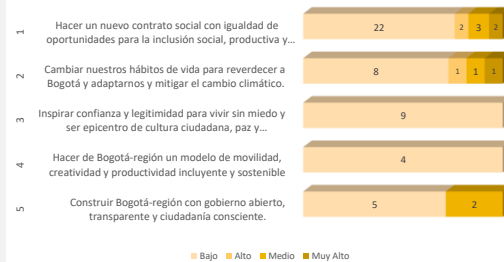 1
Hacer un nuevo contrato social con igualdad de
oportunidades para la inclusión social, productiva y…
22
2
3
2
2
Cambiar nuestros hábitos de vida para reverdecer a
Bogotá y adaptarnos y mitigar el cambio climático.
8
1
1
1
3
Inspirar confianza y legitimidad para vivir sin miedo y
ser epicentro de cultura ciudadana, paz y…
9
4
Hacer de Bogotá-región un modelo de movilidad,
creatividad y productividad incluyente y sostenible
4
5
Construir Bogotá-región con gobierno abierto,
transparente y ciudadanía consciente.
5
2
Bajo Alto Medio Muy Alto